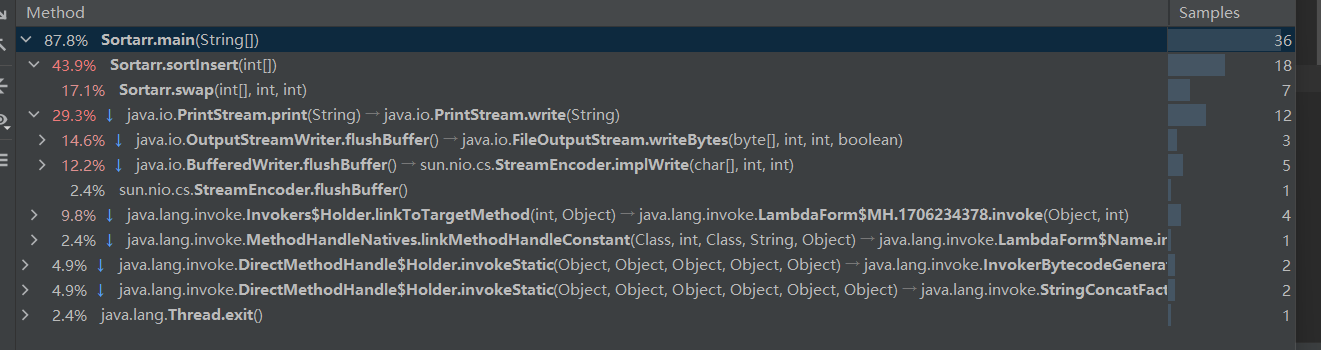 Method Samples
87.8% Sortarr.main(String[]) 36
43.9% Sortarr.sortInsert(int[]) 18
17.1% Sortarr.swap(int[], int, int) 7
29.3% ↓ java.io.PrintStream.print(String) → java.io.PrintStream.write(String) 12
14.6% ↓ java.io.OutputStreamWriter.flushBuffer() → java.io.FileOutputStream.writeBytes(byte[], int, int, boolean) 3
12.2% ↓ java.io.BufferedWriter.flushBuffer() → sun.nio.cs.StreamEncoder.implWrite(char[], int, int) 5
2.4% sun.nio.cs.StreamEncoder.flushBuffer() 1
9.8% ↓ java.lang.invoke.Invokers$Holder.linkToTargetMethod(int, Object) → java.lang.invoke.LambdaForm$MH.1706234378.invoke(Object, int) 4
2.4% ↓ java.lang.invoke.MethodHandleNatives.linkMethodHandleConstant(Class, int, Class, String, Object) → java.lang.invoke.LambdaForm$Name.in 1
4.9% ↓ java.lang.invoke.DirectMethodHandle$Holder.invokeStatic(Object, Object, Object, Object, Object) → java.lang.invoke.InvokerBytecodeGenera 2
4.9% ↓ java.lang.invoke.DirectMethodHandle$Holder.invokeStatic(Object, Object, Object, Object, Object, Object) → java.lang.invoke.StringConcatFact 2
2.4% java.lang.Thread.exit() 1